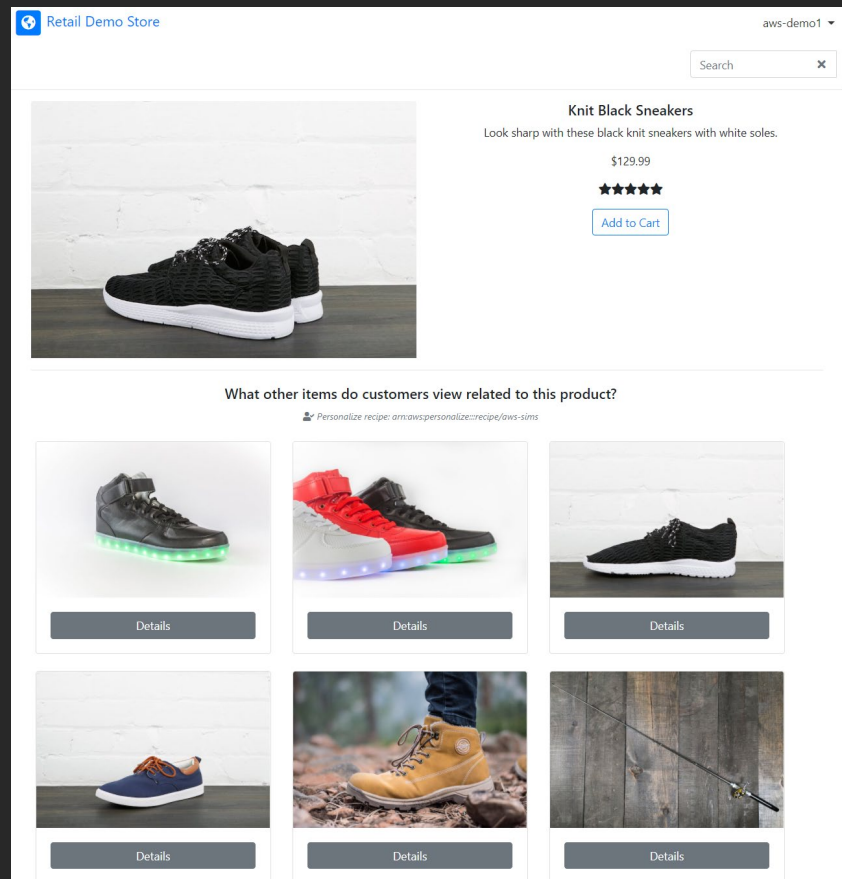 Retail Demo Store
aws-demo1
Search
Knit Black Sneakers
Look sharp with these black knit sneakers with white soles.
$129.99
Add to Cart
What other items do customers view related to this product?
Personalize recipe: arn:aws:personalize:::recipe/aws-sims
Details
Details
Details
Details
Details
Details